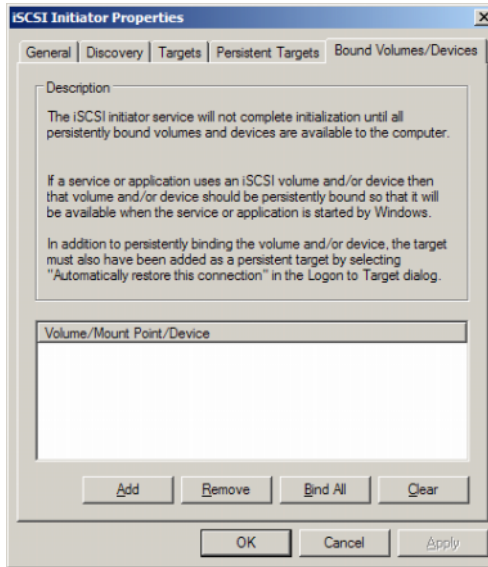 iSCSI Initiator Properties
General Discovery Targets Persistent Targets Bound Volumes/Devices
Description
The iSCSI initiator service will not complete initialization until all
persistently bound volumes and devices are available to the computer.
If a service or application uses an iSCSI volume and/or device then
that volume and/or device should be persistently bound so that it will
be available when the service or application is started by Windows.
In addition to persistently binding the volume and/or device, the target
must also have been added as a persistent target by selecting
"Automatically restore this connection" in the Logon to Target dialog.
Volume/Mount Point/Device
Add Remove Bind All Clear
OK Cancel Apply